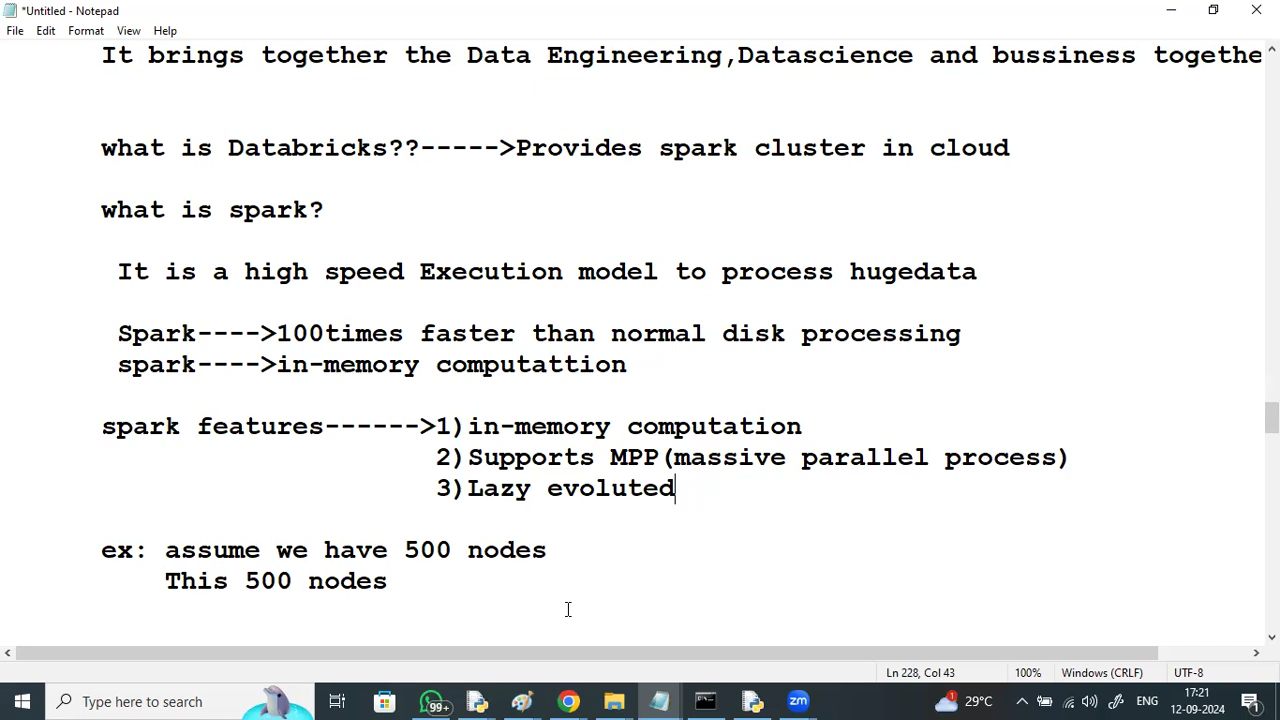 *Untitled - Notepad
File Edit Format View Help
It brings together the Data Engineering,Datascience and bussiness togethe
what is Databricks??----->Provides spark cluster in cloud
what is spark?
It is a high speed Execution model to process hugedata
Spark---->100times faster than normal disk processing
spark---->in-memory computattion
spark features------>1)in-memory computation
2)Supports MPP(massive parallel process)
3)Lazy evoluted
ex: assume we have 500 nodes
This 500 nodes
Ln 228, Col 43 100% Windows (CRLF) UTF-8
Type here to search 99+ zm 1 29°C ENG 17:21 12-09-2024 1